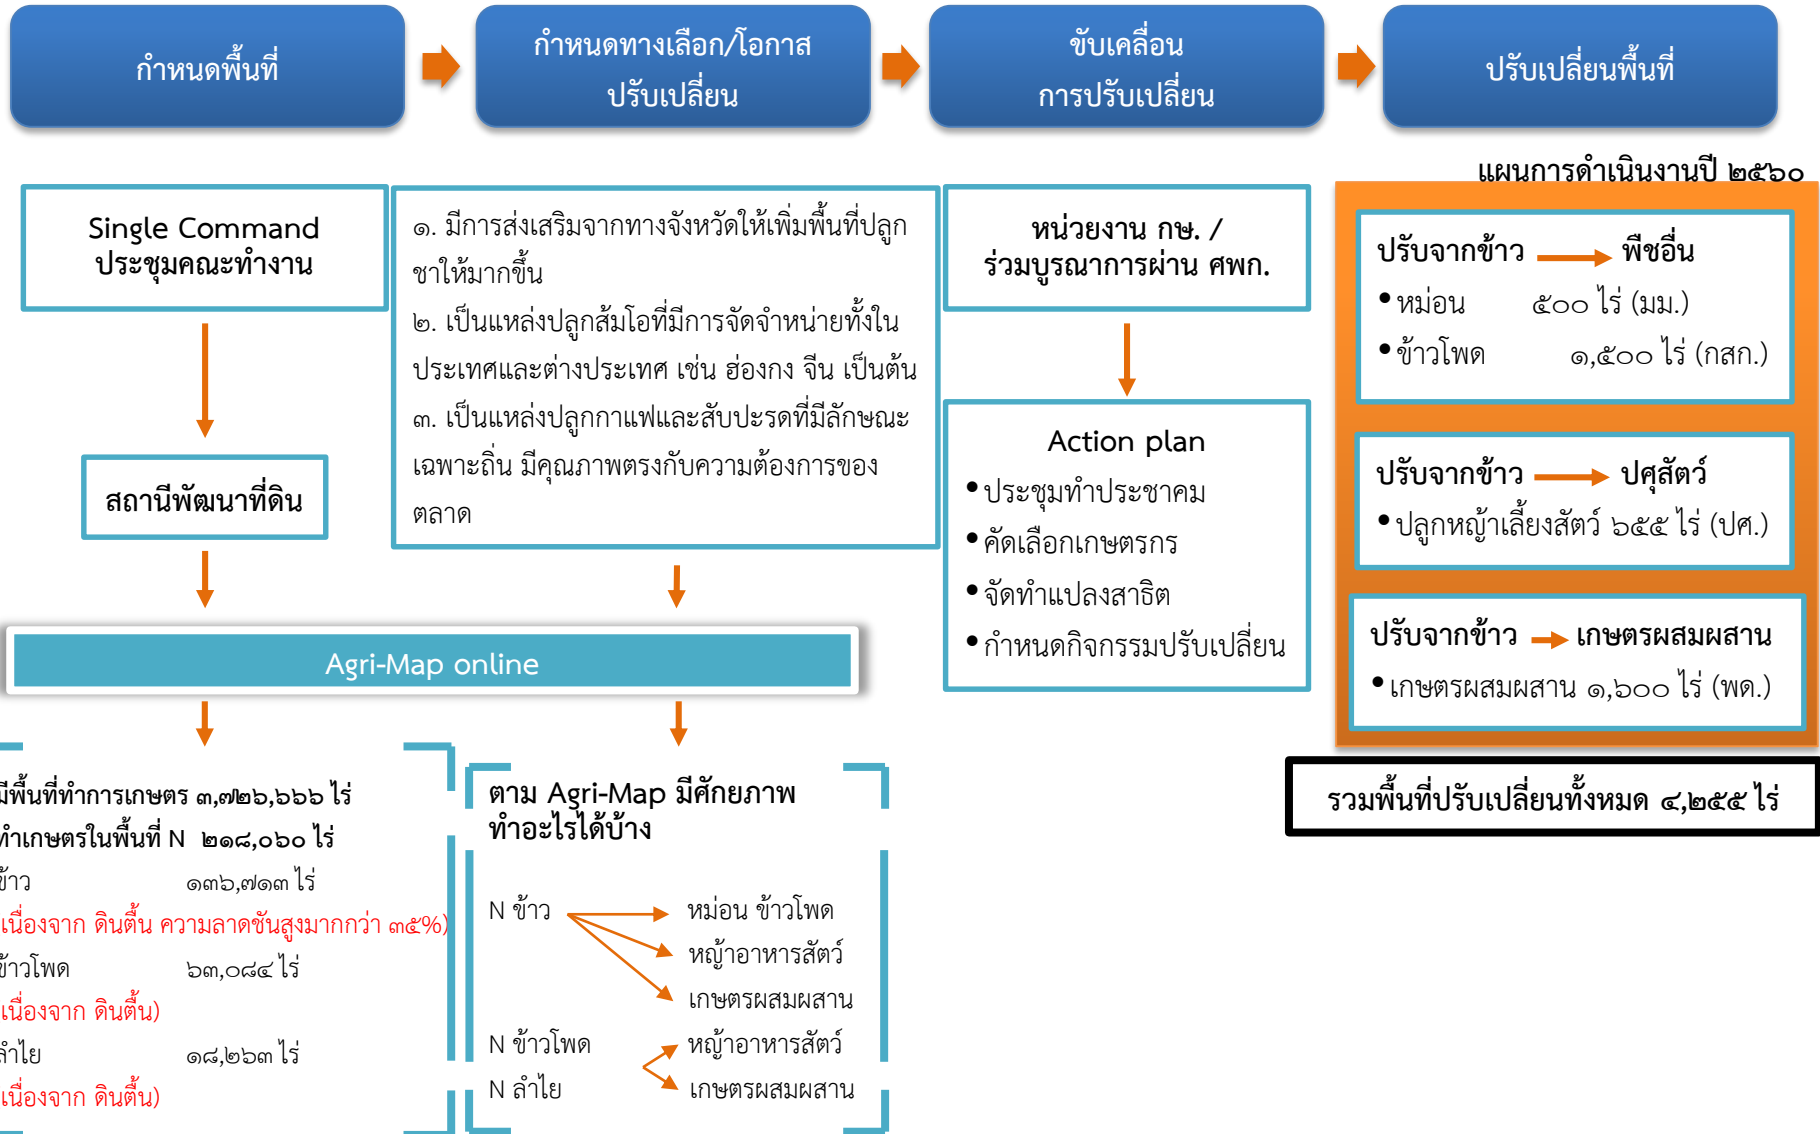 กำหนดพื้นที่
กำหนดทางเลือก/โอกาส
ปรับเปลี่ยน
ขับเคลื่อน
การปรับเปลี่ยน
ปรับเปลี่ยนพื้นที่
Single Command
ประชุมคณะทำงาน
สถานีพัฒนาที่ดิน
๑. มีการส่งเสริมจากทางจังหวัดให้เพิ่มพื้นที่ปลูก
ชาให้มากขึ้น
๒. เป็นแหล่งปลูกส้มโอที่มีการจัดจำหน่ายทั้งใน
ประเทศและต่างประเทศ เช่น ฮ่องกง จีน เป็นต้น
๓. เป็นแหล่งปลูกกาแฟและสับปะรดที่มีลักษณะ
เฉพาะถิ่น มีคุณภาพตรงกับความต้องการของ
ตลาด
Agri-Map online
มีพื้นที่ทำการเกษตร ๓,๗๒๖,๖๖๖ ไร่
ทำเกษตรในพื้นที่ N ๒๑๘,๐๖๐ ไร่
ข้าว ๑๓๖,๗๑๓ ไร่
เนื่องจาก ดินตื้น ความลาดชันสูงมากกว่า ๓๕%)
ข้าวโพด ๖๓,๐๘๔ ไร่
เนื่องจาก ดินตื้น)
ลำไย ๑๘,๒๖๓ ไร่
เนื่องจาก ดินตื้น)
ตาม Agri-Map มีศักยภาพ
ทำอะไรได้บ้าง
N ข้าว หม่อน ข้าวโพด
หญ้าอาหารสัตว์
เกษตรผสมผสาน
N ข้าวโพด หญ้าอาหารสัตว์
N ลำไย เกษตรผสมผสาน
หน่วยงาน กษ. /
ร่วมบูรณาการผ่าน ศพก.
Action plan
•ประชุมทำประชาคม
•คัดเลือกเกษตรกร
•จัดทำแปลงสาธิต
•กำหนดกิจกรรมปรับเปลี่ยน
แผนการดำเนินงานปี ๒๕๖๐
ปรับจากข้าว พืชอื่น
•หม่อน ๕๐๐ ไร่ (มม.)
•ข้าวโพด ๑,๕๐๐ ไร่ (กสก.)
ปรับจากข้าว ปศุสัตว์
•ปลูกหญ้าเลี้ยงสัตว์ ๖๕๕ ไร่ (ปศ.)
ปรับจากข้าว เกษตรผสมผสาน
•เกษตรผสมผสาน ๑,๖๐๐ ไร่ (พด.)
รวมพื้นที่ปรับเปลี่ยนทั้งหมด ๔,๒๕๕ ไร่